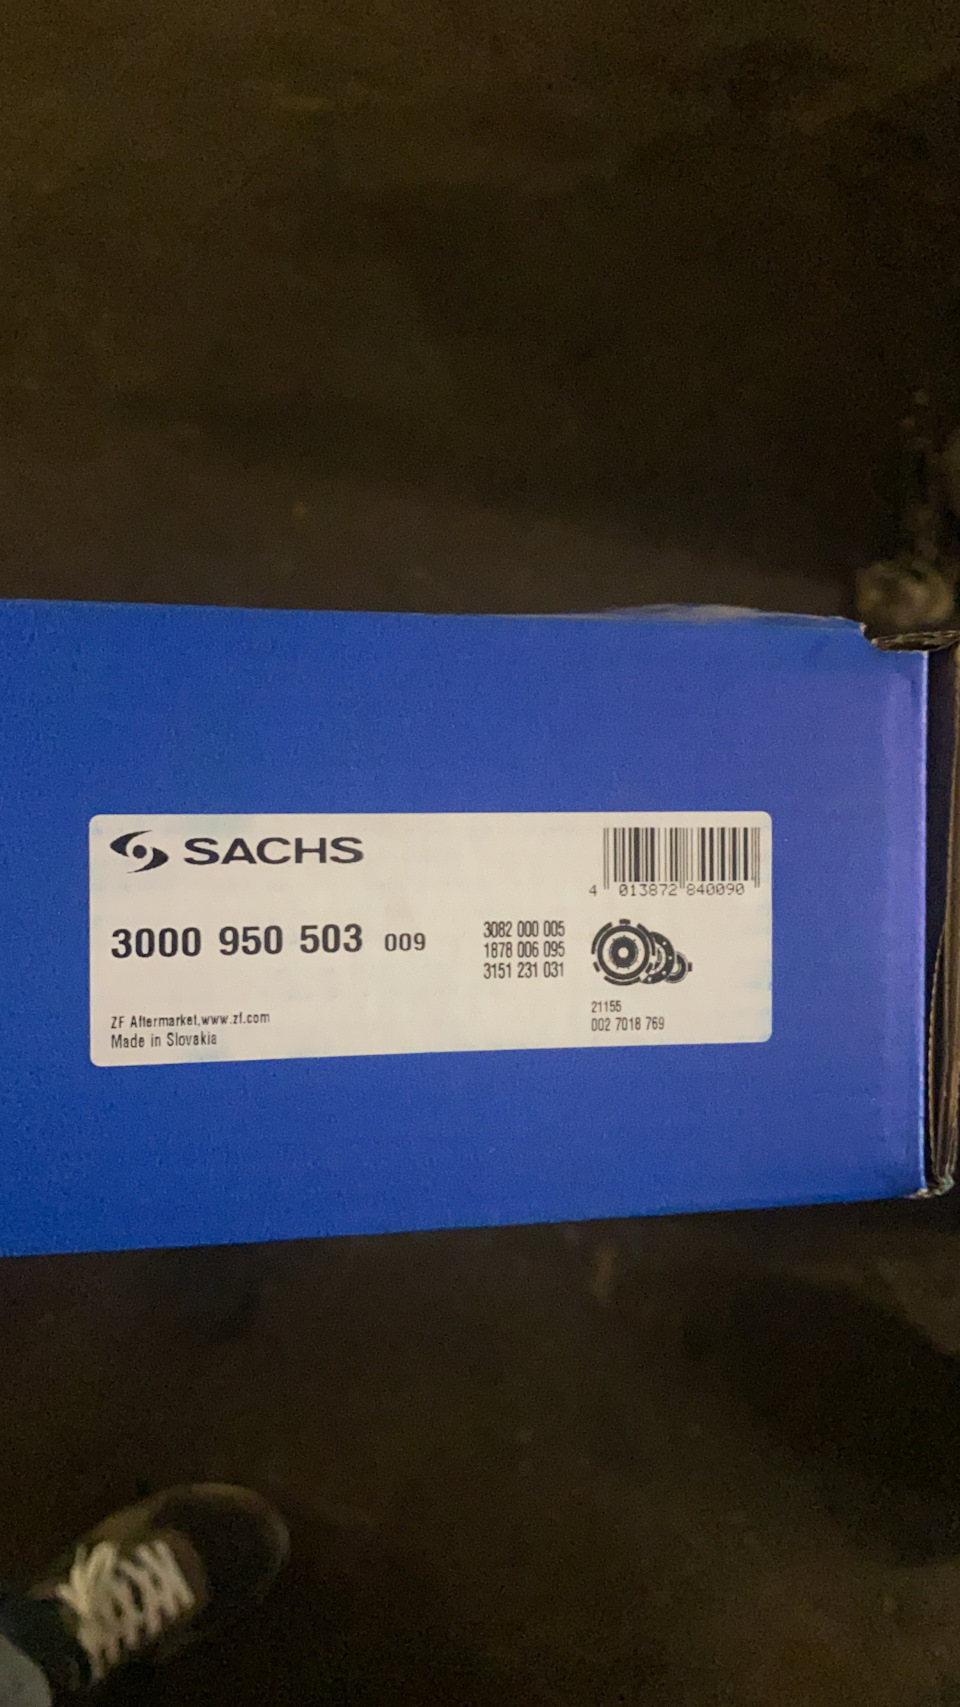 SACHS
4 013872 840090
3000 950 503 009
3082 000 005
1878 006 095
3151 231 031
21155
002 7018 769
ZF Aftermarket,www.zf.com
Made in Slovakia